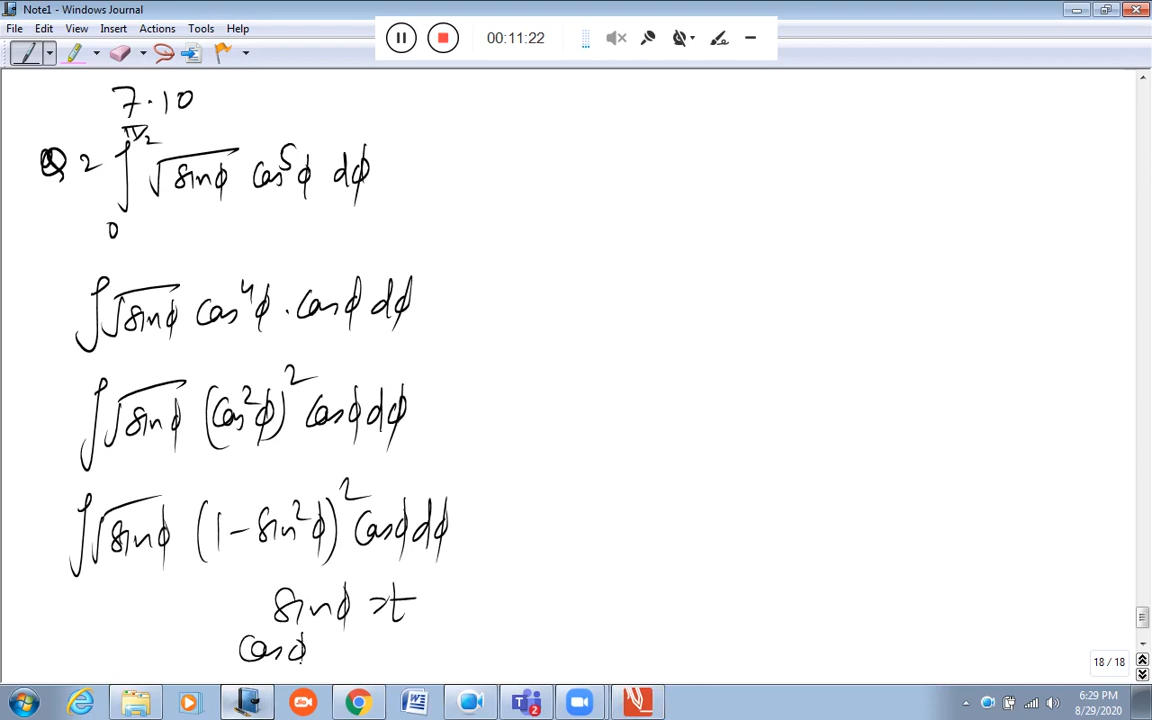 Note1 - Windows Journal
File Edit View Insert Actions Tools Help
00:11:22
7.10
Q 2 ∫₀^{π/2} √sinφ cos⁵φ dφ
∫√sinφ cos⁴φ . cosφ dφ
∫√sinφ (cos²φ)² cosφ dφ
∫√sinφ (1 - sin²φ)² cosφ dφ
sinφ = t
cosφ
18 / 18
2
6:29 PM
8/29/2020